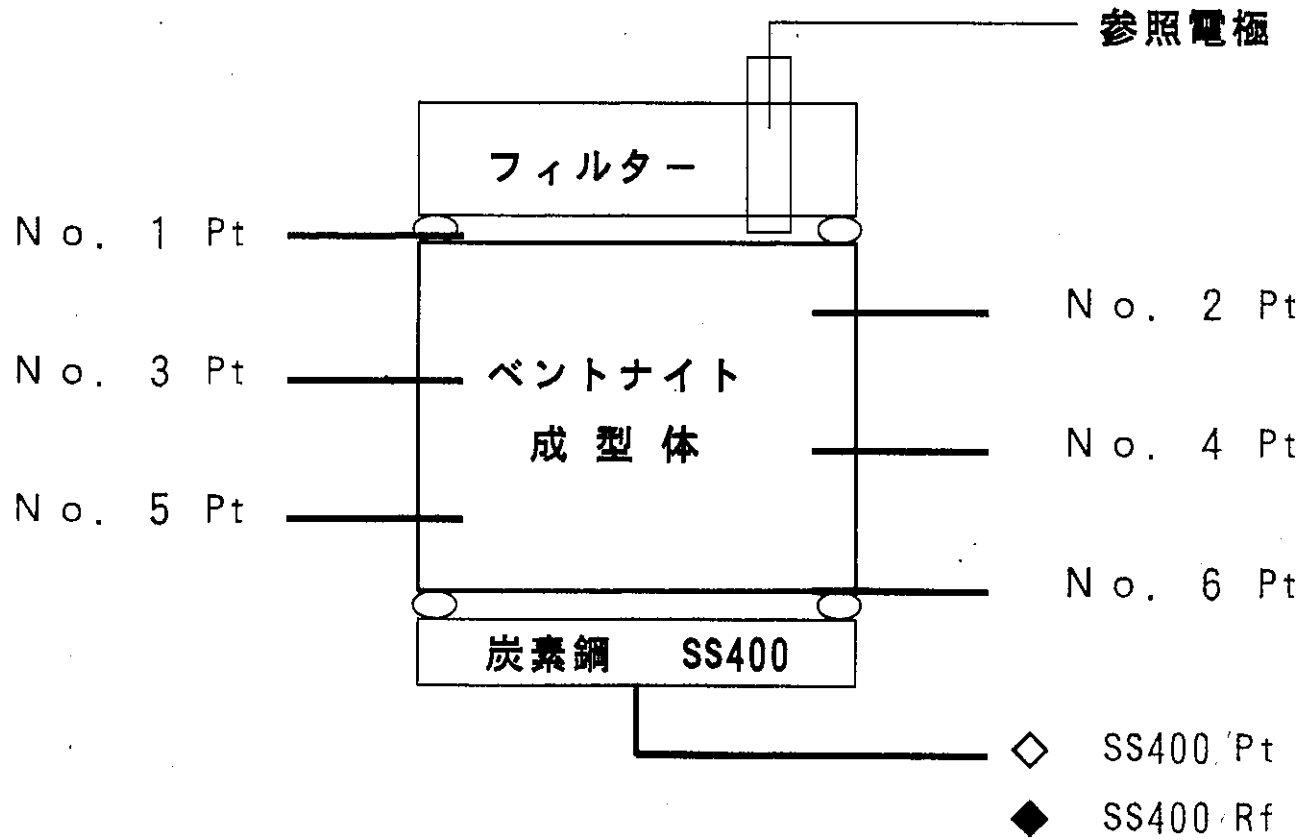 参照電極
フィルター
No. 1 Pt
No. 2 Pt
No. 3 Pt
ベントナイト
成型体
No. 4 Pt
No. 5 Pt
No. 6 Pt
炭素鋼 SS400
◇ SS400/Pt
◆ SS400/Rf